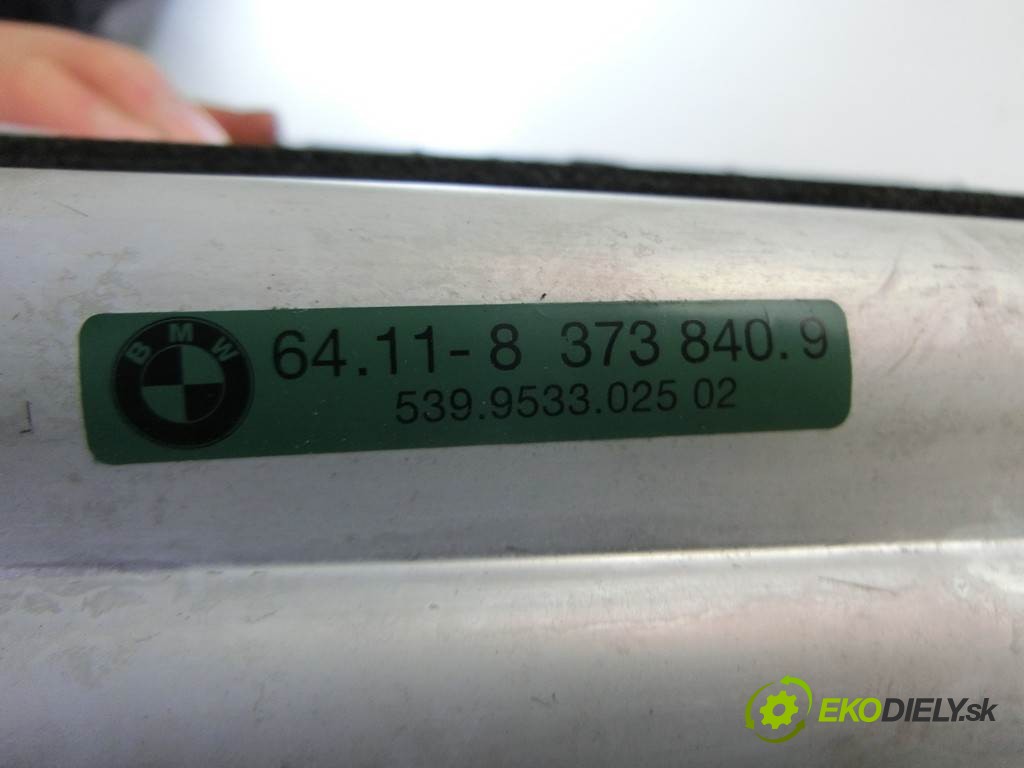 BMW 64.11-8 373 840.9
539.9533.025 02
EKODIELY.sk